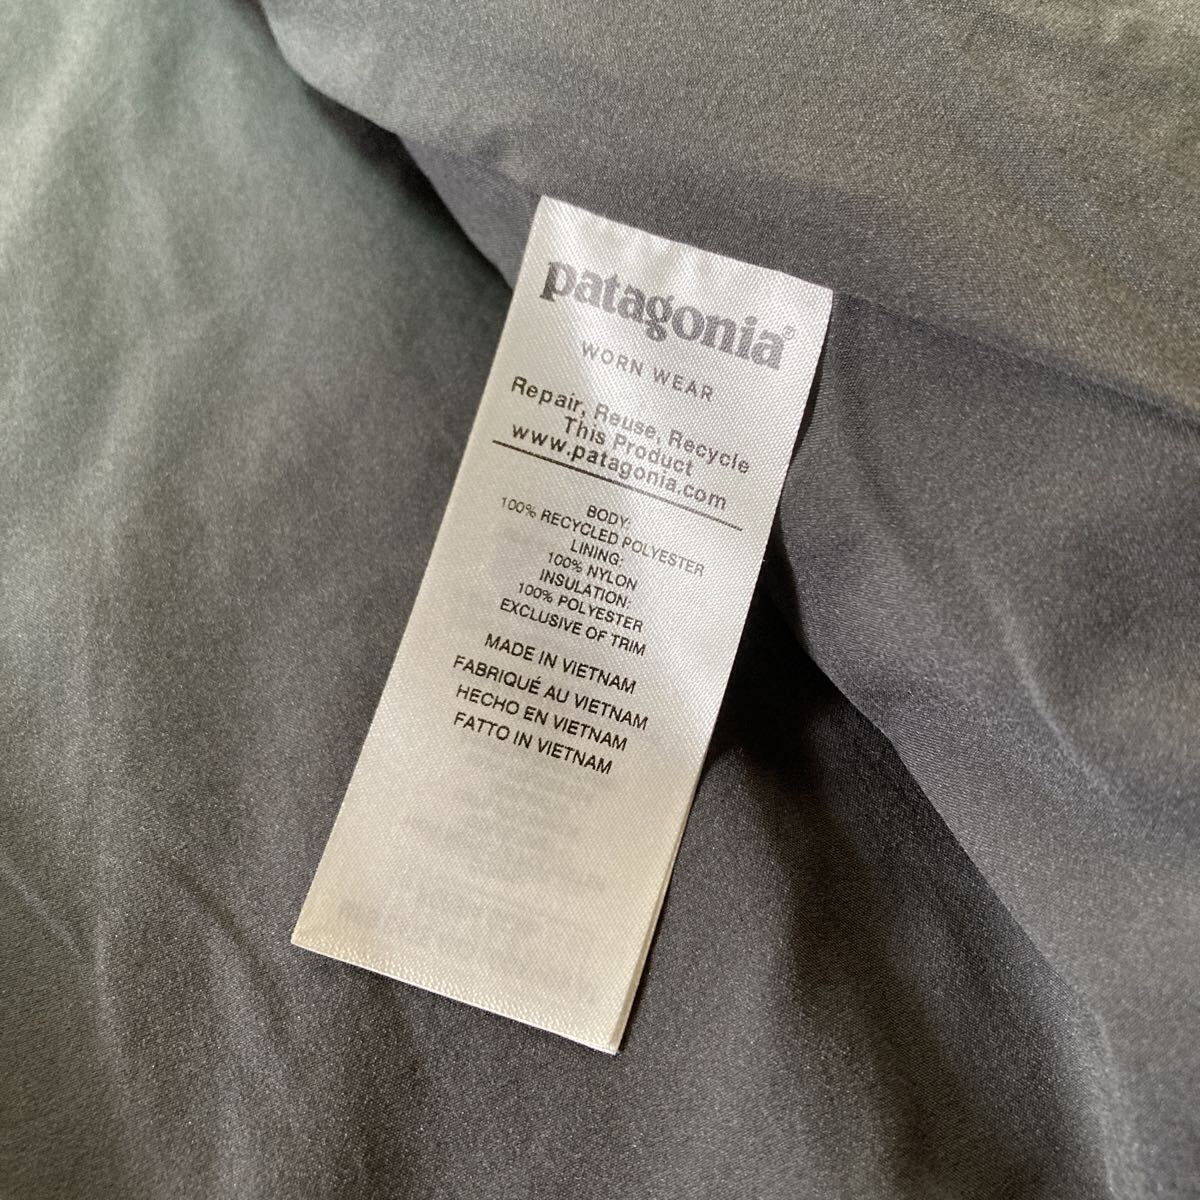 patagonia®
WORN WEAR
Repair, Reuse, Recycle
This Product
www.patagonia.com
BODY:
100% RECYCLED POLYESTER
LINING:
100% NYLON
INSULATION:
100% POLYESTER
EXCLUSIVE OF TRIM
MADE IN VIETNAM
FABRIQUÉ AU VIETNAM
HECHO EN VIETNAM
FATTO IN VIETNAM